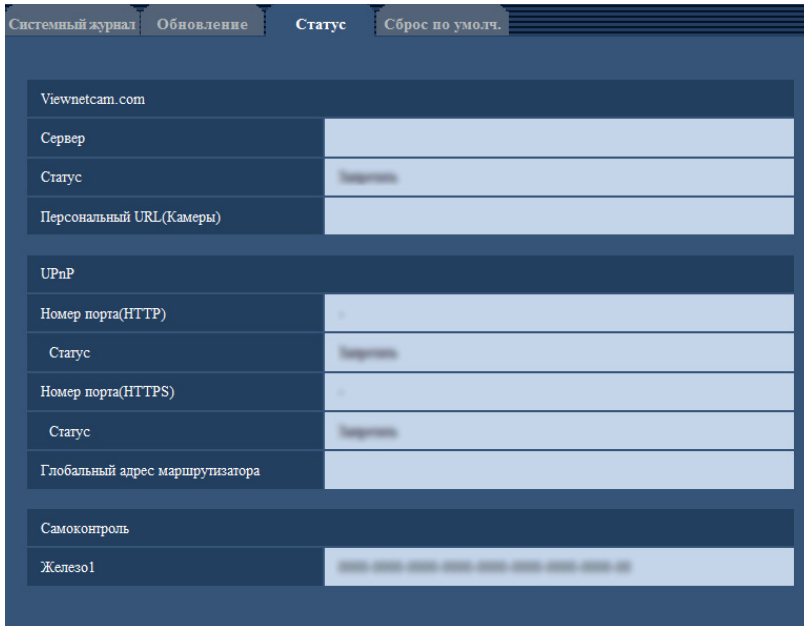 Системный журнал Обновление Статус Сброс по умолч.
Viewnetcam.com
Сервер
Статус
Персональный URL(Камеры)
UPnP
Номер порта(HTTP)
Статус
Номер порта(HTTPS)
Статус
Глобальный адрес маршрутизатора
Самоконтроль
Железо1